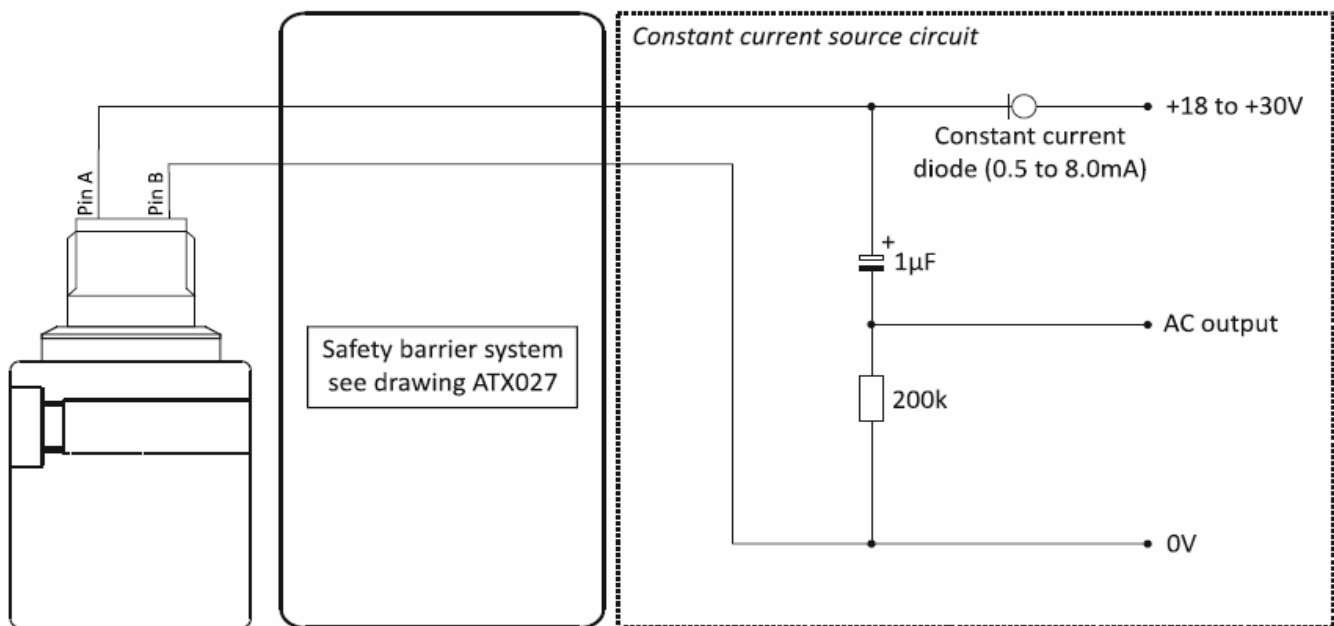 Constant current source circuit
+18 to +30V
Constant current
diode (0.5 to 8.0mA)
Pin A
Pin B
+
1µF
AC output
Safety barrier system
see drawing ATX027
200k
0V